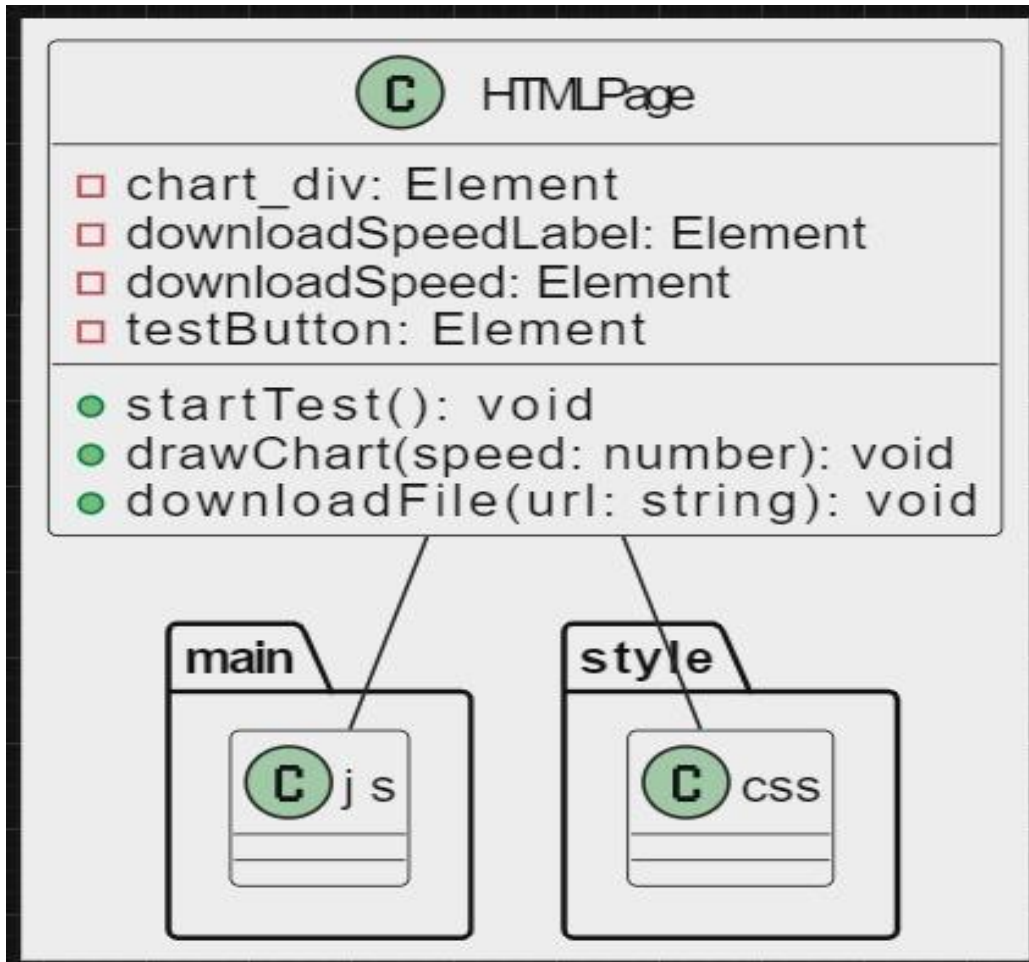 C HTMLPage
chart_div: Element
downloadSpeedLabel: Element
downloadSpeed: Element
testButton: Element
startTest(): void
drawChart(speed: number): void
downloadFile(url: string): void
main
style
C js
C css